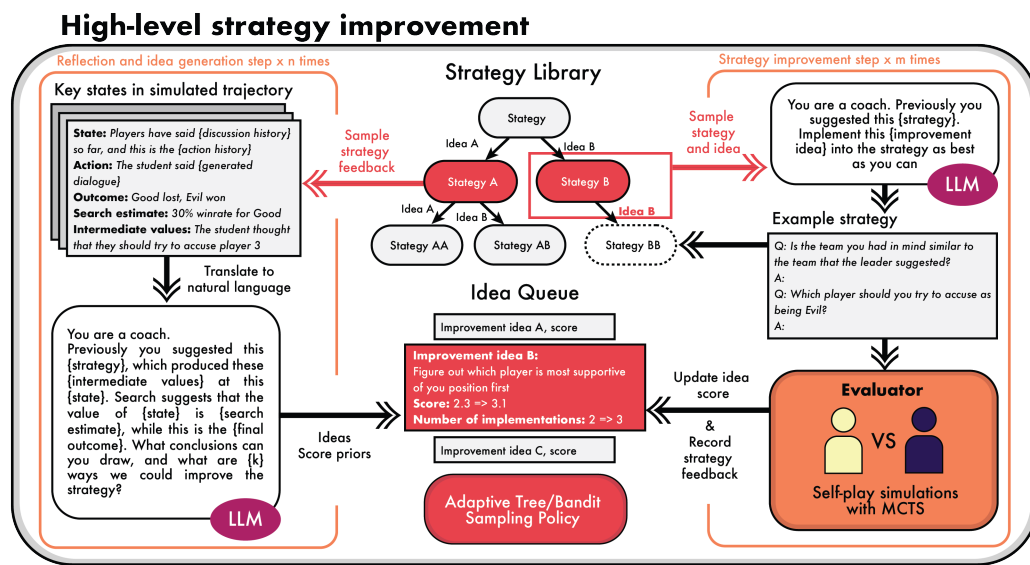 High-level strategy improvement
Reflection and idea generation step x n times
Key states in simulated trajectory
State: Players have said {discussion history}
so far, and this is the {action history}
Action: The student said {generated
dialogue}
Outcome: Good lost, Evil won
Search estimate: 30% winrate for Good
Intermediate values: The student thought
that they should try to accuse player 3
Translate to
natural language
You are a coach.
Previously you suggested this
{strategy}, which produced these
{intermediate values} at this
{state}. Search suggests that the
value of {state} is {search
estimate}, while this is the {final
outcome}. What conclusions can
you draw, and what are {k}
ways we could improve the
strategy?
LLM
Sample
strategy
feedback
Ideas
Score priors
Strategy Library
Stategy
Idea A
Idea B
Stategy A
Stategy B
Idea A
Idea B
Idea B
Stategy AA
Stategy AB
Stategy BB
Idea Queue
Improvement idea A, score
Improvement idea B:
Figure out which player is most supportive
of you position first
Score: 2.3 => 3.1
Number of implementations: 2 => 3
Improvement idea C, score
Adaptive Tree/Bandit
Sampling Policy
Strategy improvement step x m times
Sample
stategy
and idea
You are a coach. Previously you
suggested this {strategy}.
Implement this {improvement
idea} into the strategy as best
as you can
LLM
Example strategy
Q: Is the team you had in mind similar to
the team that the leader suggested?
A:
Q: Which player should you try to accuse as
being Evil?
A:
Update idea
score
&
Record
strategy
feedback
Evaluator
VS
Self-play simulations
with MCTS